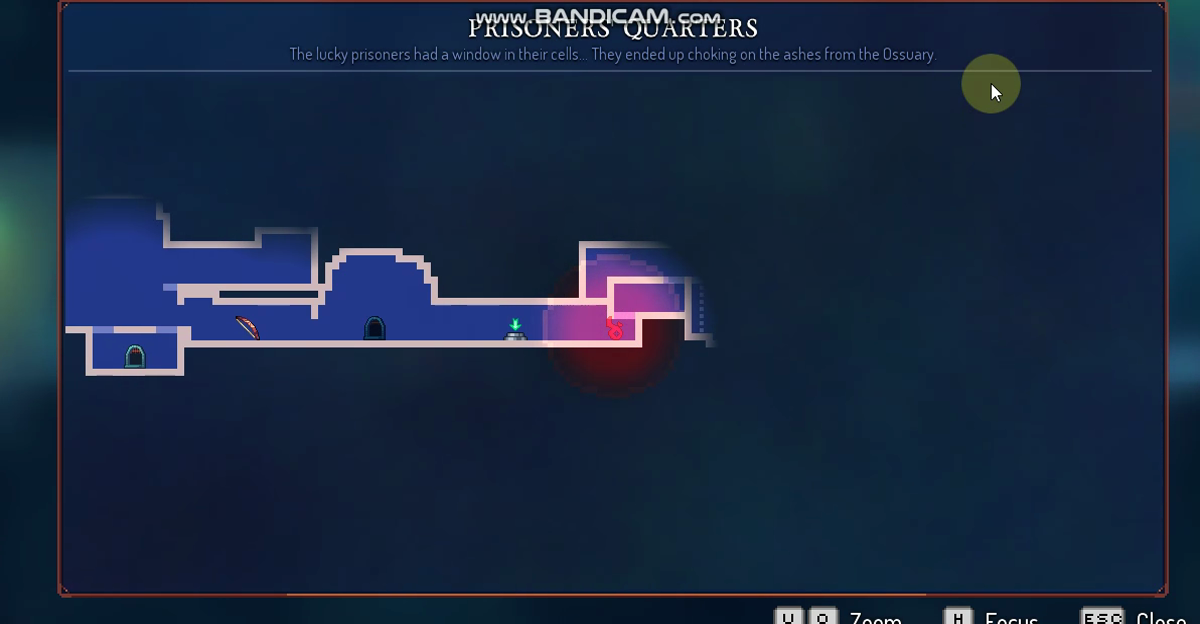 www.BANDICAM.com
PRISONERS' QUARTERS
The lucky prisoners had a window in their cells... They ended up choking on the ashes from the Ossuary.
Zoom H Focus ESC Close